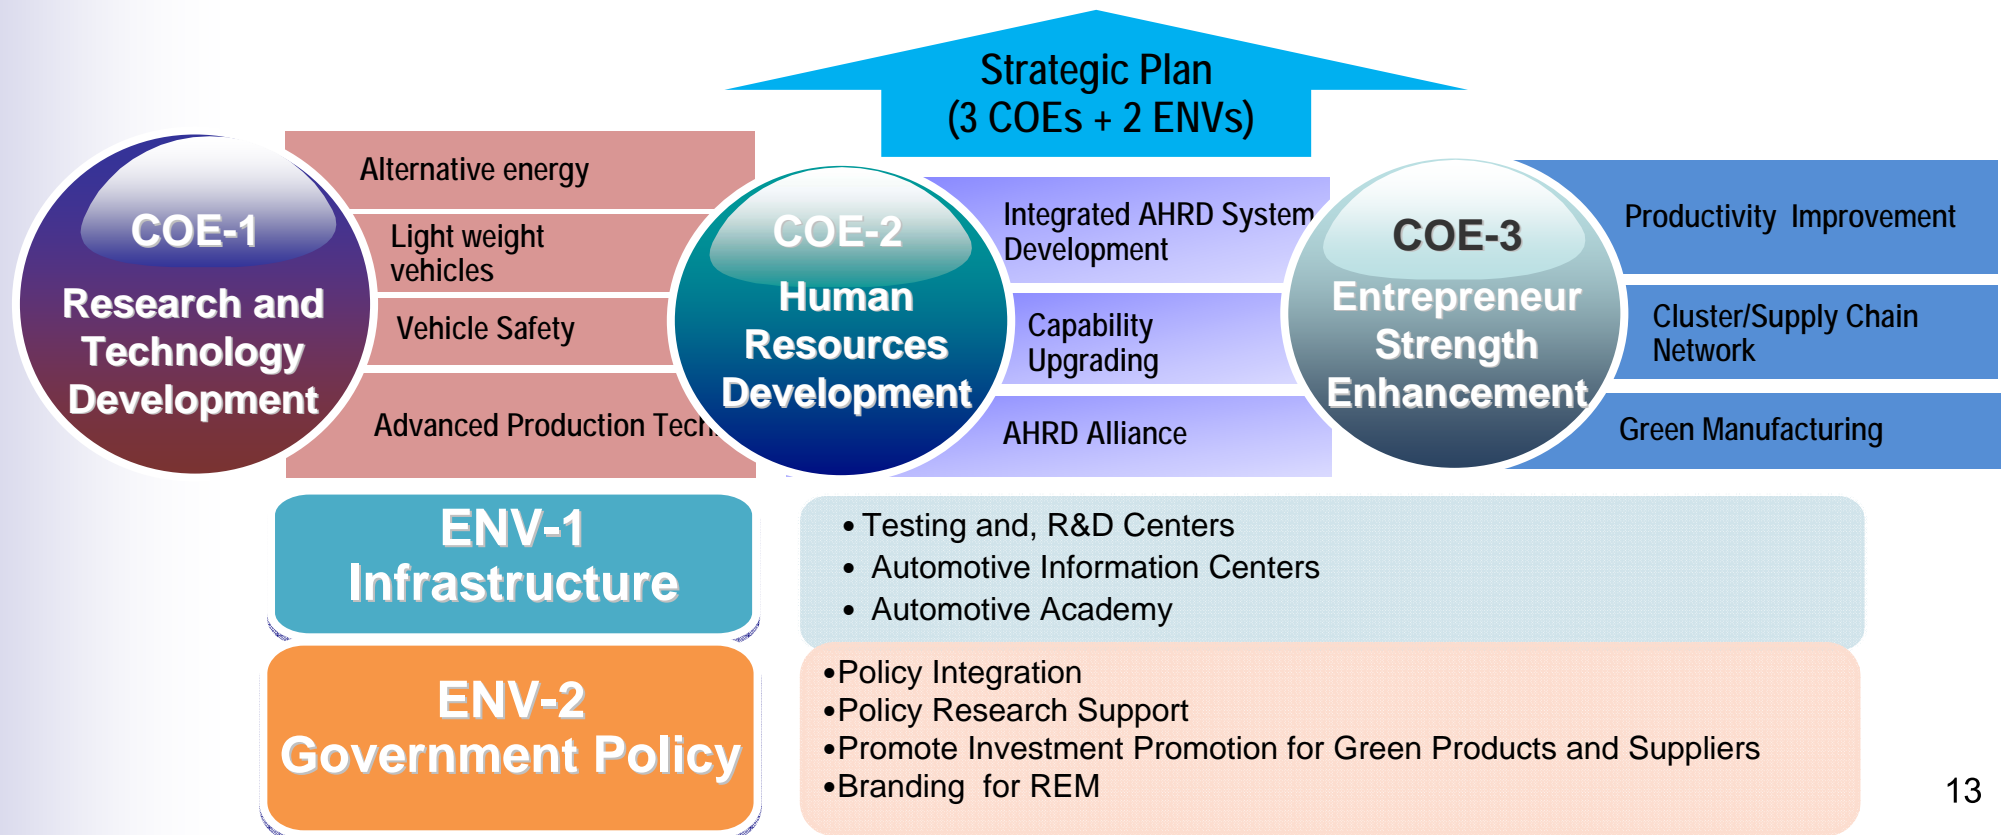 Strategic Plan
(3 COEs + 2 ENVs)
COE-1
Research and
Technology
Development
Alternative energy
Light weight
vehicles
Vehicle Safety
Advanced Production Tech
COE-2
Human
Resources
Development
Integrated AHRD System
Development
Capability
Upgrading
AHRD Alliance
COE-3
Entrepreneur
Strength
Enhancement
Productivity Improvement
Cluster/Supply Chain
Network
Green Manufacturing
ENV-1
Infrastructure
• Testing and, R&D Centers
• Automotive Information Centers
• Automotive Academy
ENV-2
Government Policy
•Policy Integration
•Policy Research Support
•Promote Investment Promotion for Green Products and Suppliers
•Branding for REM
13